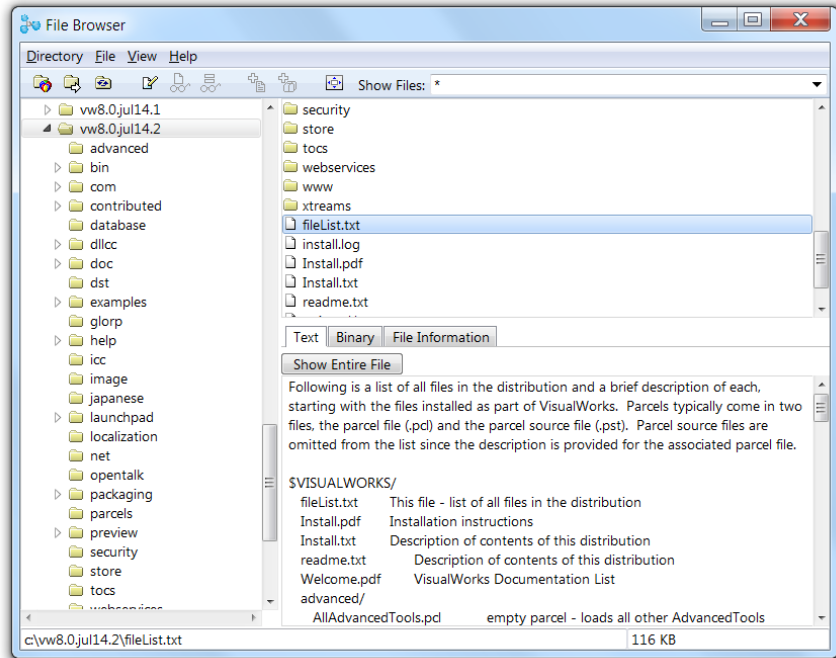 File Browser
Directory File View Help
Show Files: *
vw8.0.jul14.1
vw8.0.jul14.2
advanced
bin
com
contributed
database
dllcc
doc
dst
examples
glorp
help
icc
image
japanese
launchpad
localization
net
opentalk
packaging
parcels
preview
security
store
tocs
webservices
security
store
tocs
webservices
www
xtreams
fileList.txt
install.log
Install.pdf
Install.txt
readme.txt
Text Binary File Information
Show Entire File
Following is a list of all files in the distribution and a brief description of each,
starting with the files installed as part of VisualWorks. Parcels typically come in two
files, the parcel file (.pcl) and the parcel source file (.pst). Parcel source files are
omitted from the list since the description is provided for the associated parcel file.
$VISUALWORKS/
fileList.txt This file - list of all files in the distribution
Install.pdf Installation instructions
Install.txt Description of contents of this distribution
readme.txt Description of contents of this distribution
Welcome.pdf VisualWorks Documentation List
advanced/
AllAdvancedTools.pcl empty parcel - loads all other AdvancedTools
c:\vw8.0.jul14.2\fileList.txt 116 KB